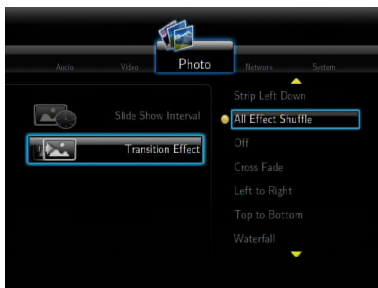 Audio Video Photo Network System
Strip Left Down
Slide Show Interval
All Effect Shuffle
Transition Effect
Off
Cross Fade
Left to Right
Top to Bottom
Waterfall